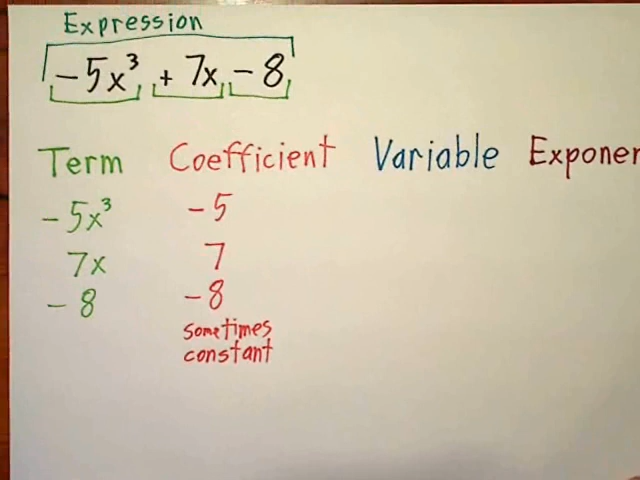 Expression
-5x³ + 7x - 8
Term Coefficient Variable Exponen
-5x³ -5
7x 7
-8 -8
sometimes
constant